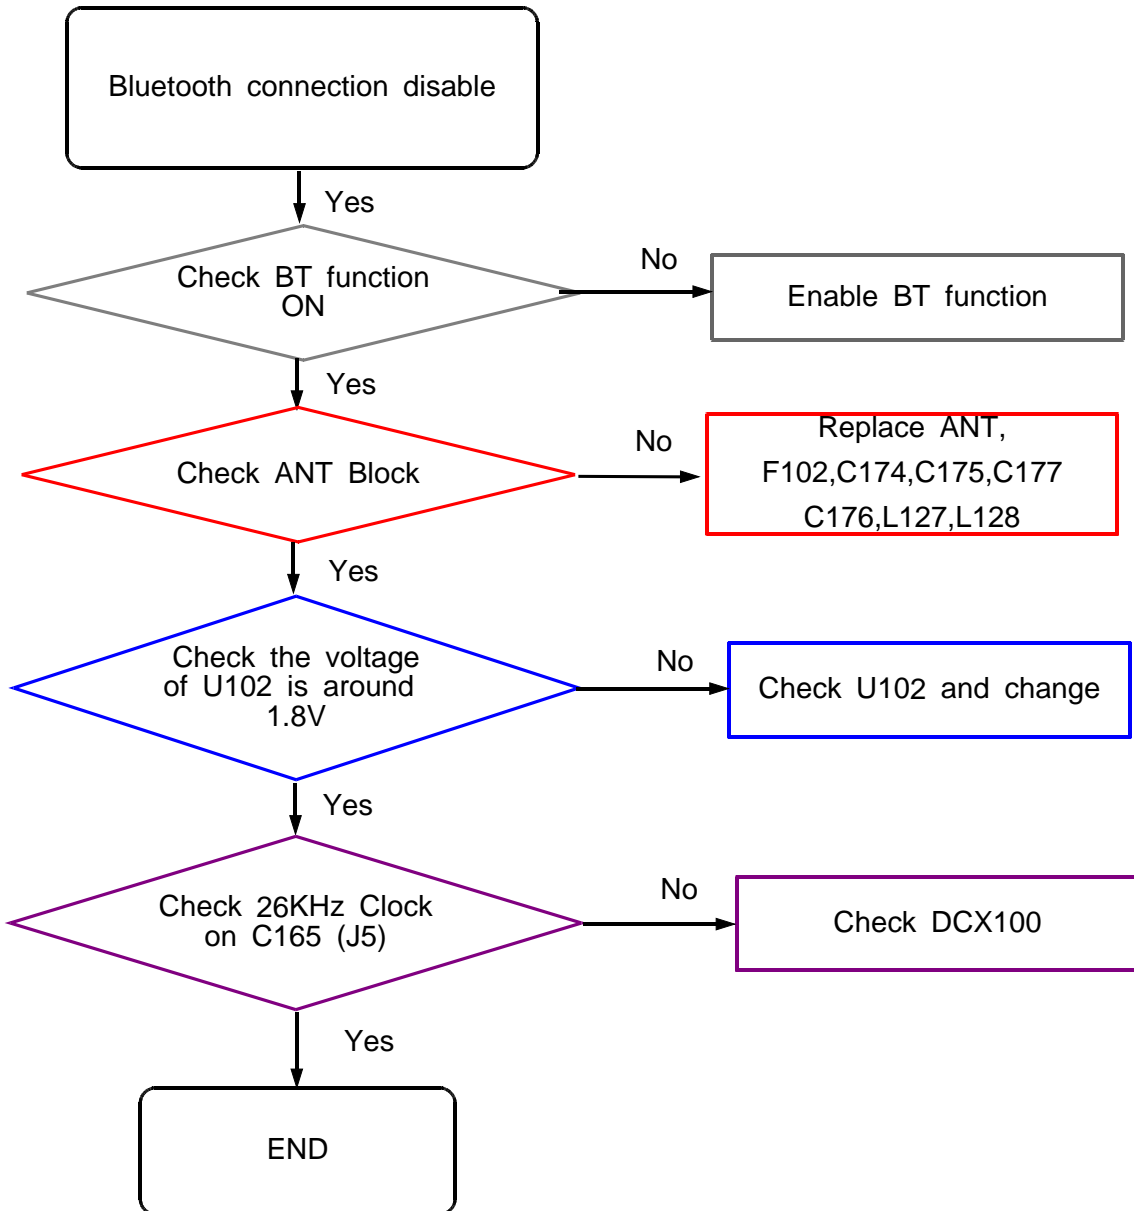 Bluetooth connection disable
Yes
Check BT function
ON
No
Enable BT function
Yes
Check ANT Block
No
Replace ANT,
F102,C174,C175,C177
C176,L127,L128
Yes
Check the voltage
of U102 is around
1.8V
No
Check U102 and change
Yes
Check 26KHz Clock
on C165 (J5)
No
Check DCX100
Yes
END